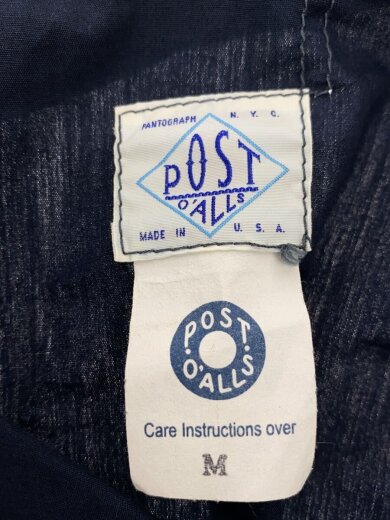 PANTOGRAPH N. Y. C.
POST
O'ALLS
MADE IN U. S. A.
POST
O'ALLS
Care Instructions over
M